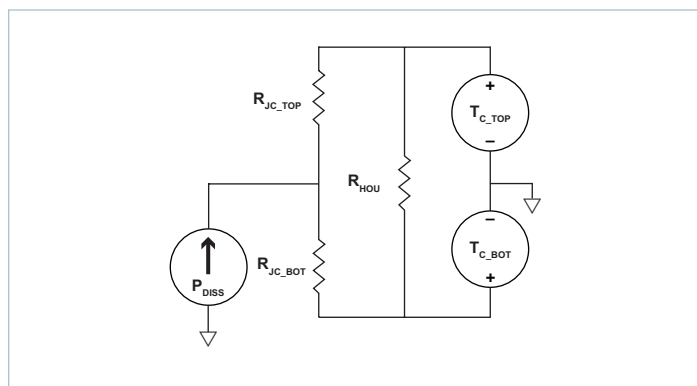 R_JC_TOP
+
T_C_TOP
–
R_HOU
–
R_JC_BOT
T_C_BOT
P_DISS
+